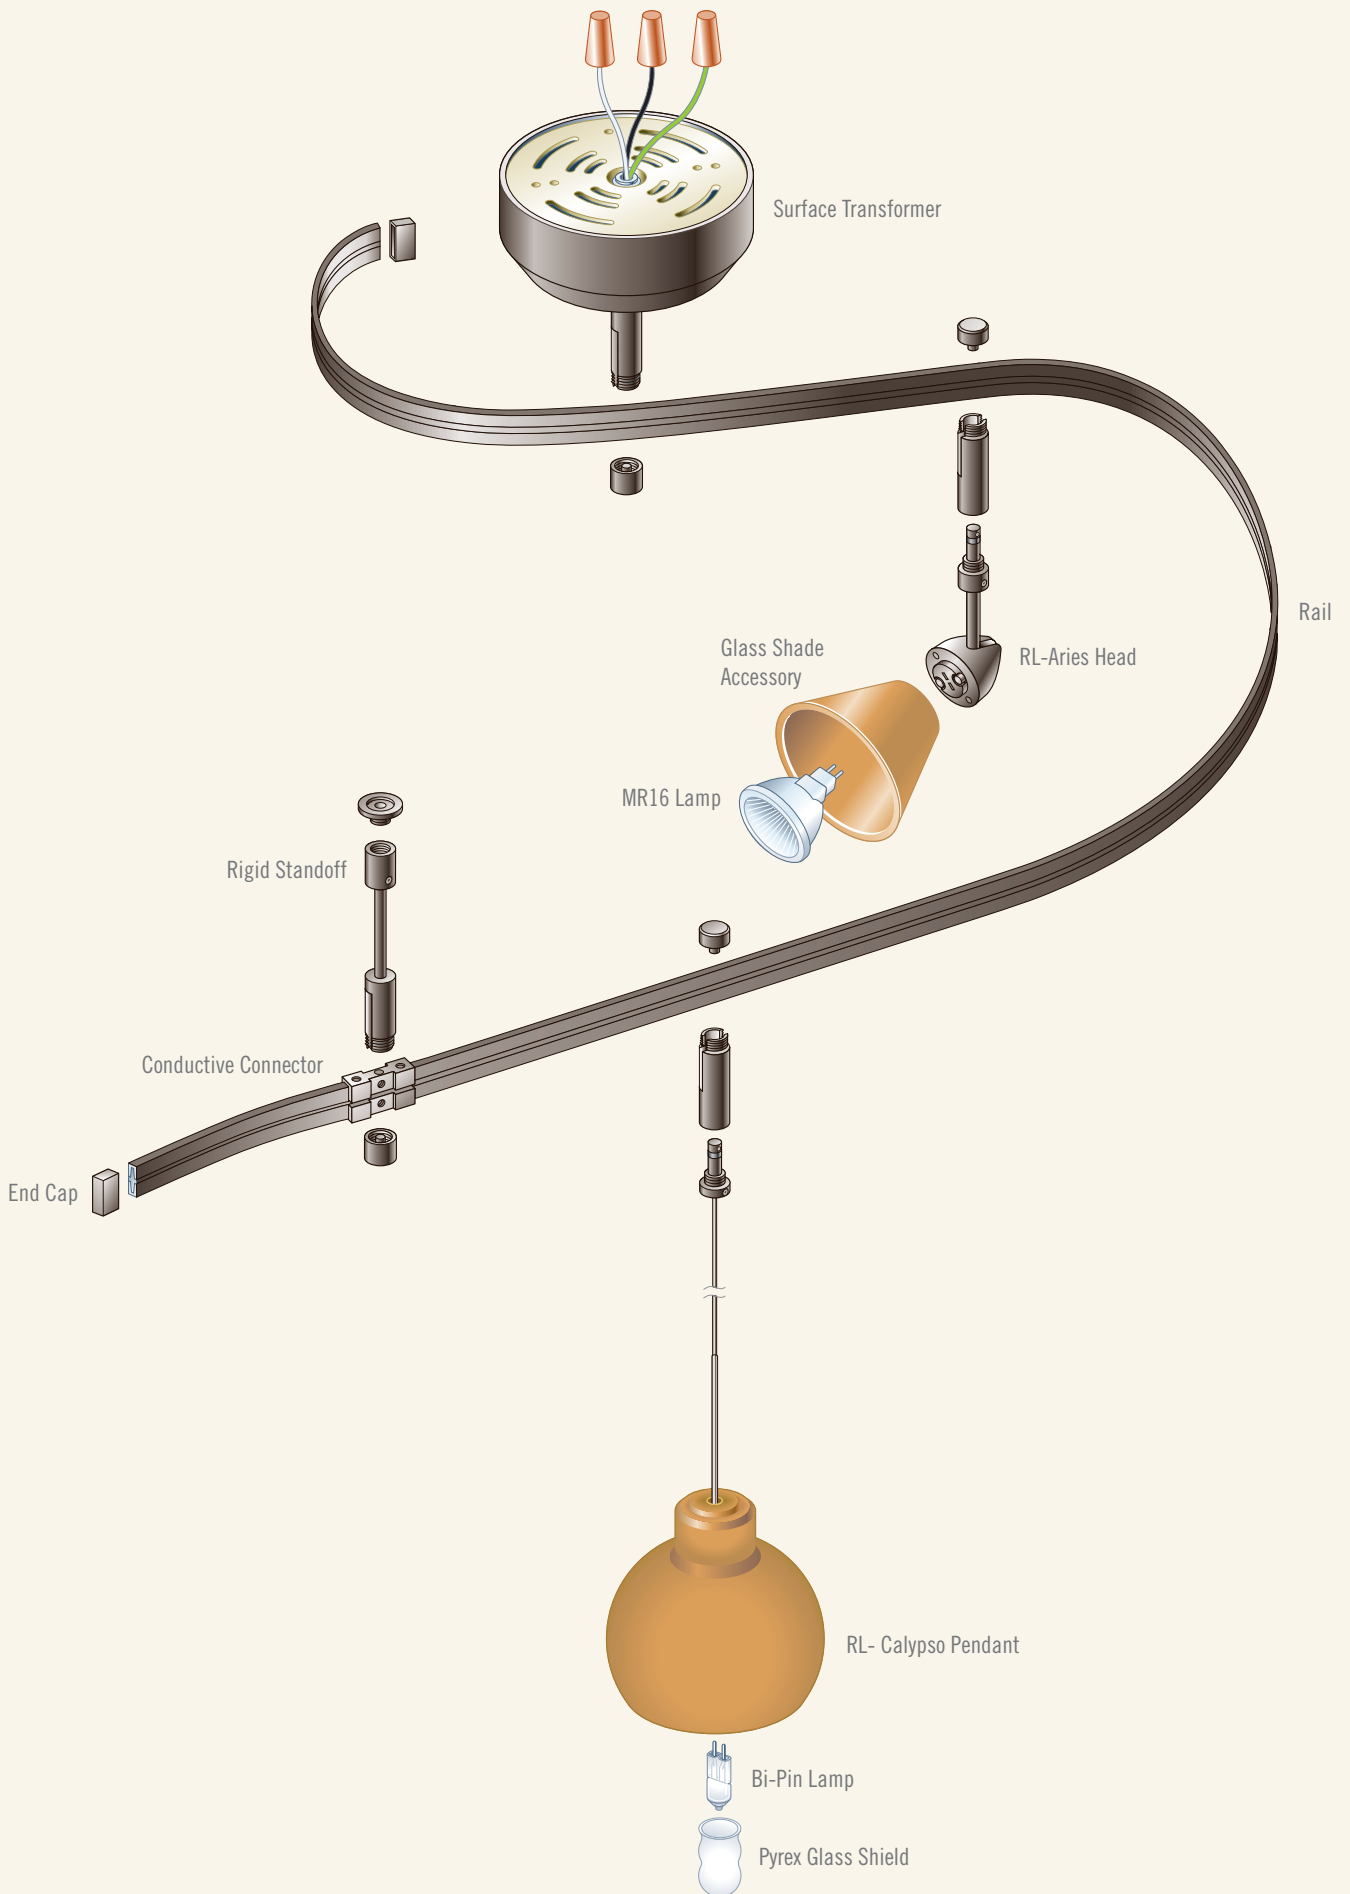 Surface Transformer
Rail
Glass Shade
Accessory
RL-Aries Head
MR16 Lamp
Rigid Standoff
Conductive Connector
End Cap
RL- Calypso Pendant
Bi-Pin Lamp
Pyrex Glass Shield